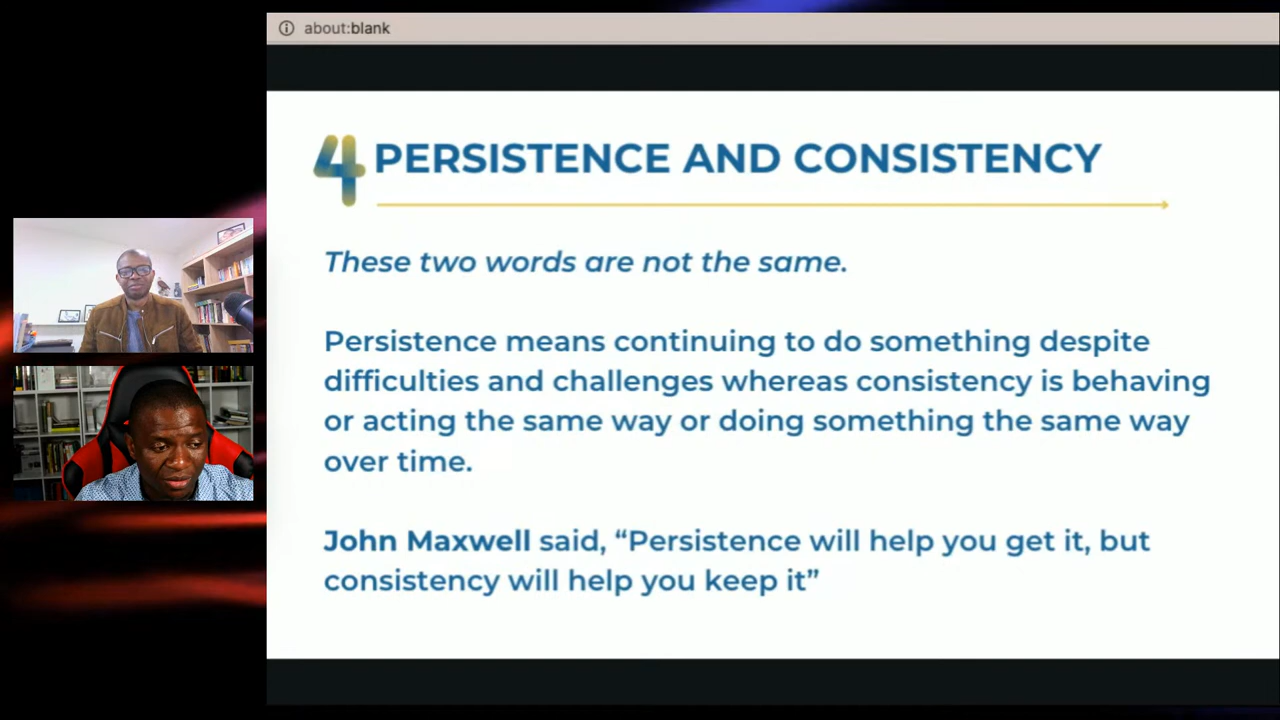 about:blank
4 PERSISTENCE AND CONSISTENCY
These two words are not the same.
Persistence means continuing to do something despite
difficulties and challenges whereas consistency is behaving
or acting the same way or doing something the same way
over time.
John Maxwell said, “Persistence will help you get it, but
consistency will help you keep it”